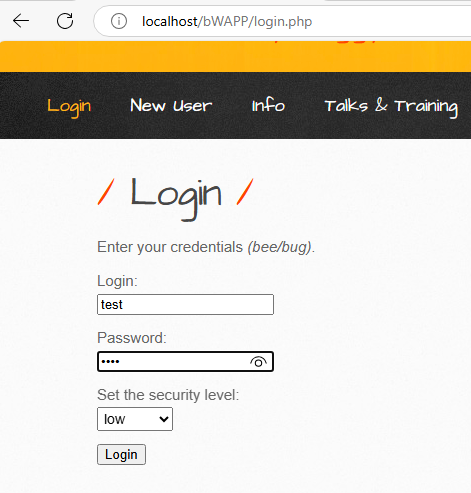 localhost/bWAPP/login.php
Login New User Info Talks & Training
/ Login /
Enter your credentials (bee/bug).
Login:
test
Password:
••••
Set the security level:
low
Login